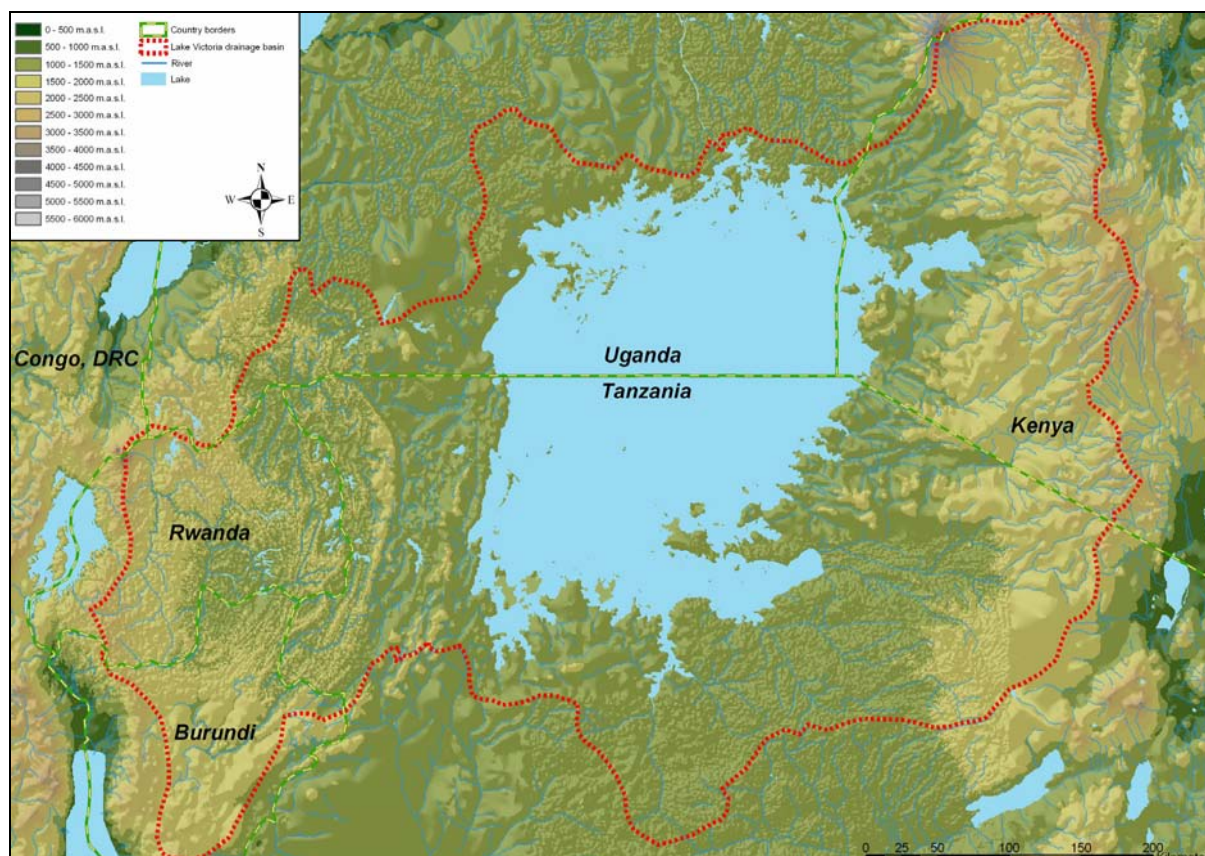 0 - 500 m.a.s.l.
500 - 1000 m.a.s.l.
1000 - 1500 m.a.s.l.
1500 - 2000 m.a.s.l.
2000 - 2500 m.a.s.l.
2500 - 3000 m.a.s.l.
3000 - 3500 m.a.s.l.
3500 - 4000 m.a.s.l.
4000 - 4500 m.a.s.l.
4500 - 5000 m.a.s.l.
5000 - 5500 m.a.s.l.
5500 - 6000 m.a.s.l.
Country borders
Lake Victoria drainage basin
River
Lake
N
W E
S
Congo, DRC
Uganda
Tanzania
Kenya
Rwanda
Burundi
0 25 50 100 150 200